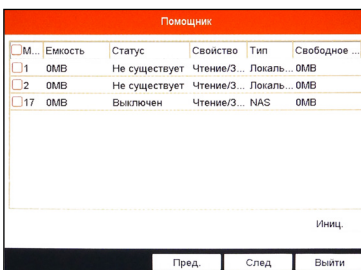 Помощник
М... Емкость Статус Свойство Тип Свободное ...
1 0MB Не существует Чтение/З... Локаль... 0MB
2 0MB Не существует Чтение/З... Локаль... 0MB
17 0MB Выключен Чтение/З... NAS 0MB
Иниц.
Пред. След Выйти